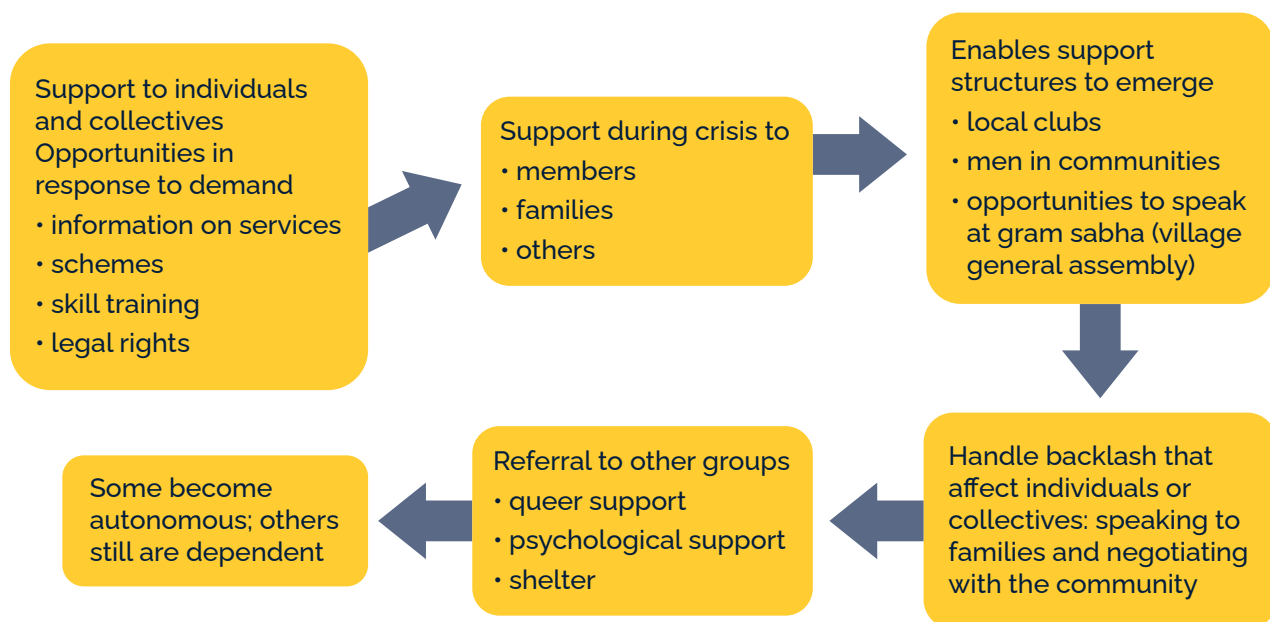 Support to individuals
and collectives
Opportunities in
response to demand
• information on services
• schemes
• skill training
• legal rights
Support during crisis to
• members
• families
• others
Enables support
structures to emerge
• local clubs
• men in communities
• opportunities to speak
at gram sabha (village
general assembly)
Handle backlash that
affect individuals or
collectives: speaking to
families and negotiating
with the community
Referral to other groups
• queer support
• psychological support
• shelter
Some become
autonomous; others
still are dependent